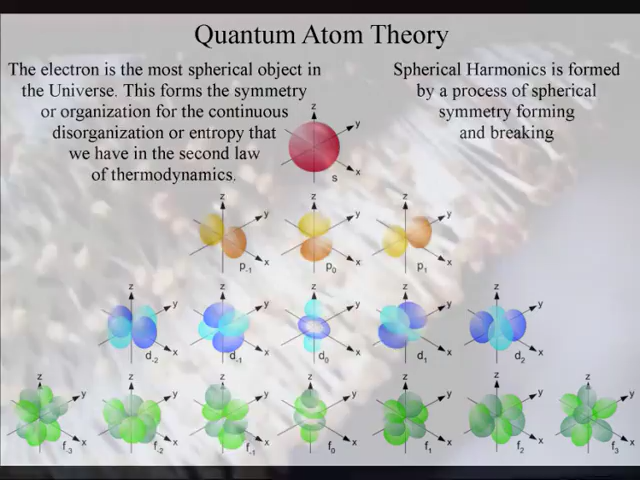 Quantum Atom Theory
The electron is the most spherical object in
the Universe. This forms the symmetry
or organization for the continuous
disorganization or entropy that
we have in the second law
of thermodynamics.
Spherical Harmonics is formed
by a process of spherical
symmetry forming
and breaking
z
y
x
s
z z z
y y y
x x x
p-1 p0 p1
z z z z z
y y y y y
x x x x x
d-2 d-1 d0 d1 d2
z z z z z z z
y y y y y y y
x x x x x x x
f-3 f-2 f-1 f0 f1 f2 f3